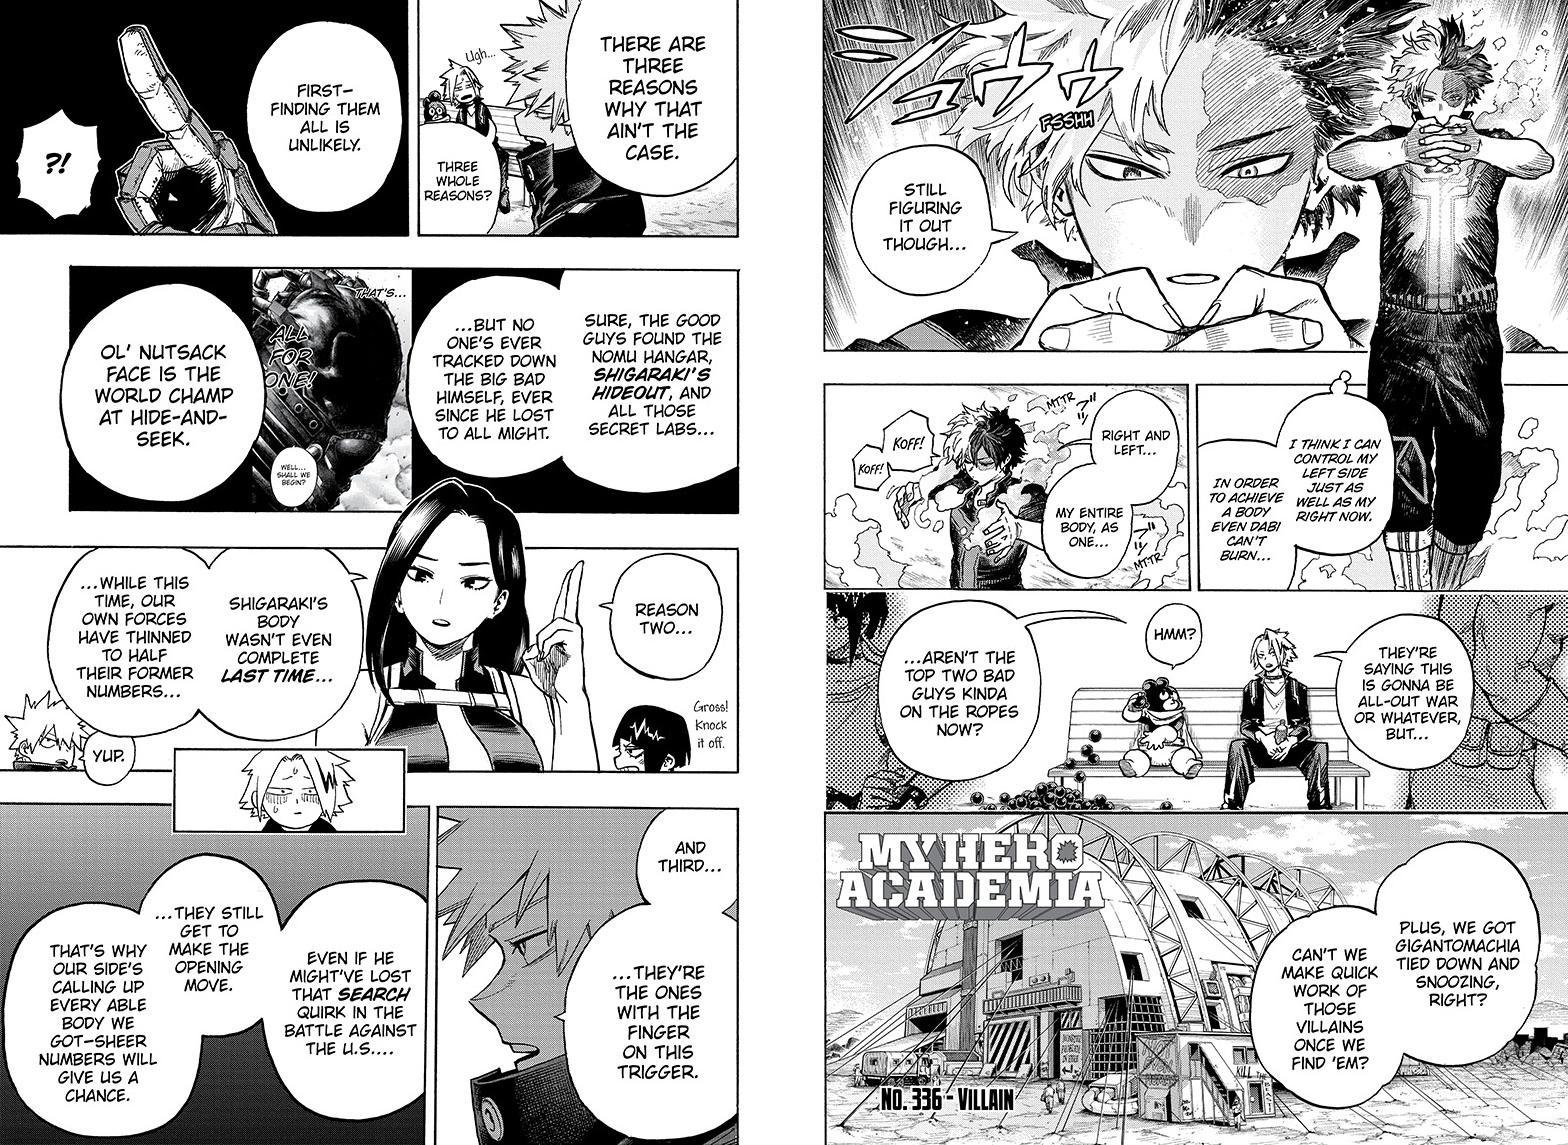 シュウゥゥ
FSSHH
STILL
FIGURING
IT OUT
THOUGH...
I THINK I CAN
CONTROL MY
LEFT SIDE
JUST AS
WELL AS MY
RIGHT NOW.
IN ORDER
TO ACHIEVE
A BODY
EVEN DABI
CAN'T
BURN...
RIGHT AND
LEFT...
MTTR
MY ENTIRE
BODY, AS
ONE...
MTTR
KOFF!
KOFF!
THEY'RE
SAYING THIS
IS GONNA BE
ALL-OUT WAR
OR WHATEVER,
BUT...
HMM?
...AREN'T THE
TOP TWO BAD
GUYS KINDA
ON THE ROPES
NOW?
PLUS, WE GOT
GIGANTOMACHIA
TIED DOWN AND
SNOOZING,
RIGHT?
CAN'T WE
MAKE QUICK
WORK OF
THOSE
VILLAINS
ONCE WE
FIND 'EM?
MY HERO
ACADEMIA
NO. 336 - VILLAIN
THERE ARE
THREE
REASONS
WHY THAT
AIN'T THE
CASE.
Ugh...
THREE
WHOLE
REASONS?
FIRST—
FINDING THEM
ALL IS
UNLIKELY.
?!
SURE, THE GOOD
GUYS FOUND THE
NOMU HANGAR,
SHIGARAKI'S
HIDEOUT, AND
ALL THOSE
SECRET LABS...
...BUT NO
ONE'S EVER
TRACKED DOWN
THE BIG BAD
HIMSELF, EVER
SINCE HE LOST
TO ALL MIGHT.
THAT'S...
ALL
FOR
ONE!
WELL...
SHALL WE
BEGIN?
OL' NUTSACK
FACE IS THE
WORLD CHAMP
AT HIDE-AND-
SEEK.
REASON
TWO...
Gross!
Knock
it off.
SHIGARAKI'S
BODY
WASN'T EVEN
COMPLETE
LAST TIME...
...WHILE THIS
TIME, OUR
OWN FORCES
HAVE THINNED
TO HALF
THEIR FORMER
NUMBERS...
YUP.
AND
THIRD...
...THEY'RE
THE ONES
WITH THE
FINGER
ON THIS
TRIGGER.
EVEN IF HE
MIGHT'VE LOST
THAT SEARCH
QUIRK IN THE
BATTLE AGAINST
THE U.S....
...THEY STILL
GET TO
MAKE THE
OPENING
MOVE.
THAT'S WHY
OUR SIDE'S
CALLING UP
EVERY ABLE
BODY WE
GOT—SHEER
NUMBERS WILL
GIVE US A
CHANCE.